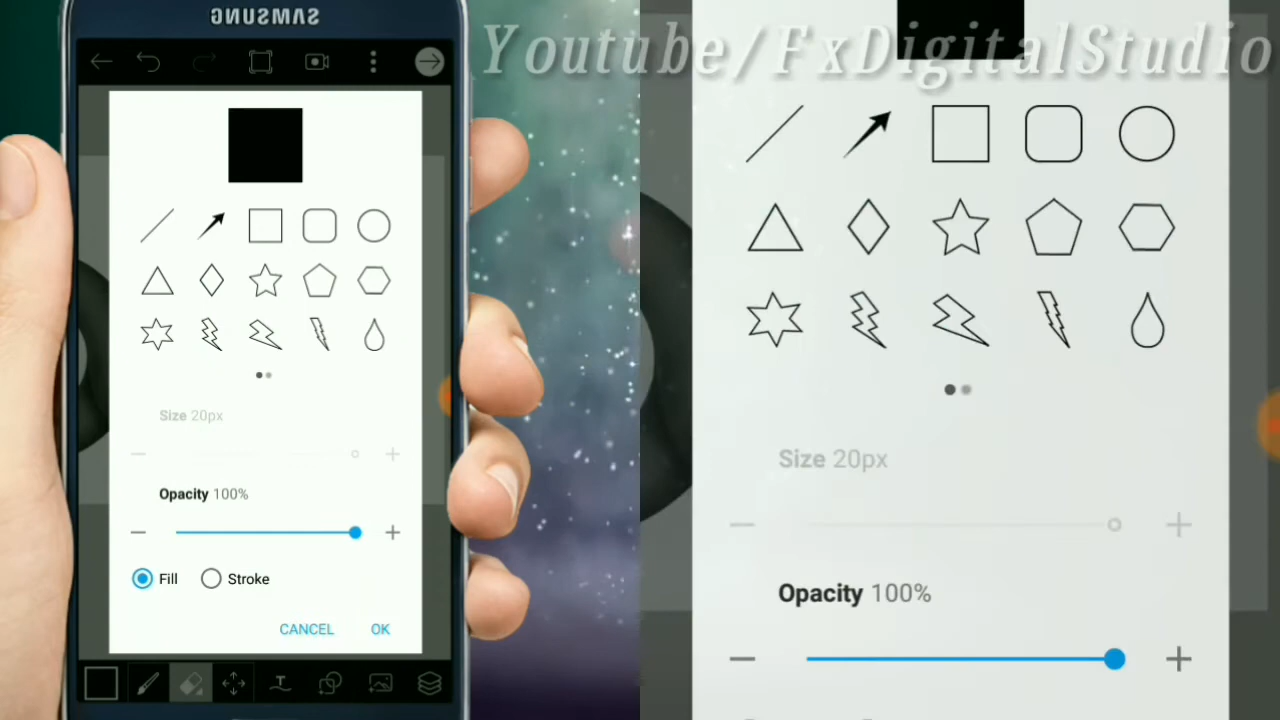 SAMSUNG
Youtube/FxDigitalStudio
Size 20px
Opacity 100%
Fill
Stroke
CANCEL
OK
T
Size 20px
Opacity 100%